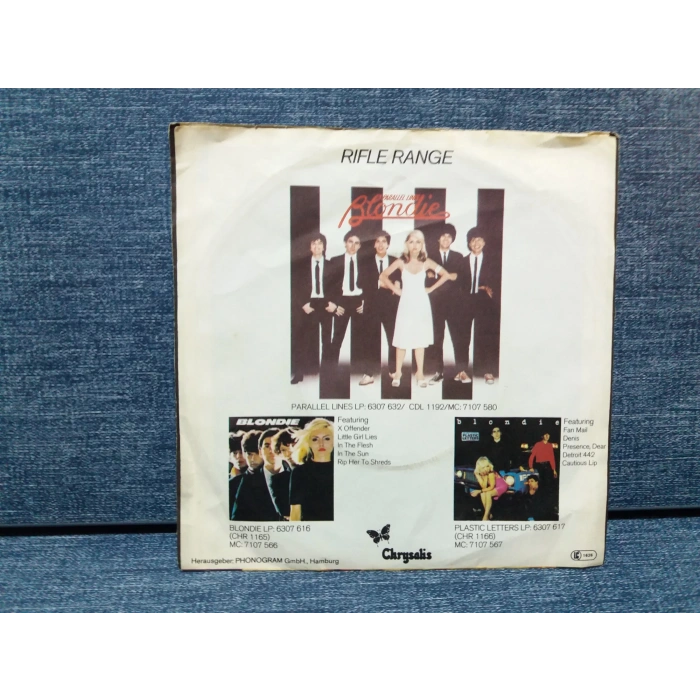 RIFLE RANGE
PARALLEL LINES
Blondie
PARALLEL LINES LP: 6307 632/ CDL 1192/MC: 7107 580
BLONDIE
Featuring
X Offender
Little Girl Lies
In The Flesh
In The Sun
Rip Her To Shreds
blondie
Featuring
Fan Mail
Denis
Presence, Dear
Detroit 442
Cautious Lip
BLONDIE LP: 6307 616
(CHR 1165)
MC: 7107 566
PLASTIC LETTERS LP: 6307 617
(CHR 1166)
MC: 7107 567
Chrysalis
Herausgeber: PHONOGRAM GmbH., Hamburg